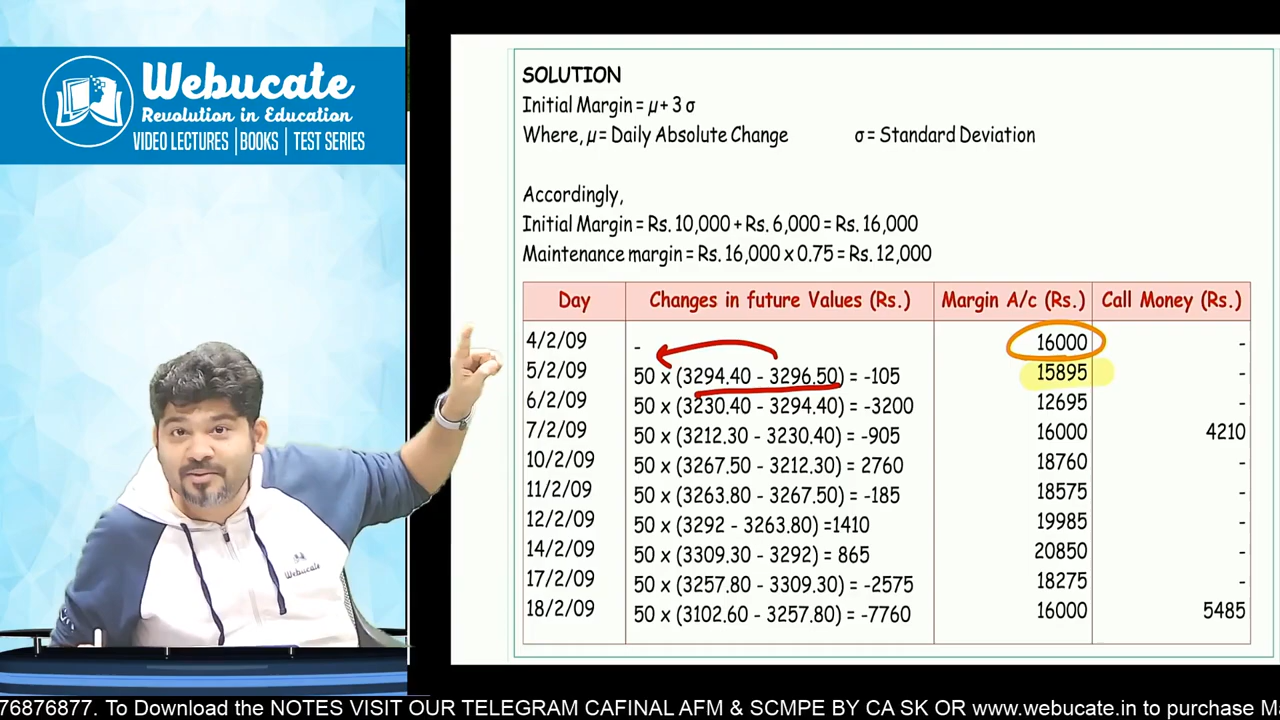 Webucate
Revolution in Education
VIDEO LECTURES | BOOKS | TEST SERIES
SOLUTION
Initial Margin = μ + 3 σ
Where, μ = Daily Absolute Change σ = Standard Deviation
Accordingly,
Initial Margin = Rs. 10,000 + Rs. 6,000 = Rs. 16,000
Maintenance margin = Rs. 16,000 x 0.75 = Rs. 12,000
Day Changes in future Values (Rs.) Margin A/c (Rs.) Call Money (Rs.)
4/2/09 - 16000 -
5/2/09 50 x (3294.40 - 3296.50) = -105 15895 -
6/2/09 50 x (3230.40 - 3294.40) = -3200 12695 -
7/2/09 50 x (3212.30 - 3230.40) = -905 16000 4210
10/2/09 50 x (3267.50 - 3212.30) = 2760 18760 -
11/2/09 50 x (3263.80 - 3267.50) = -185 18575 -
12/2/09 50 x (3292 - 3263.80) =1410 19985 -
14/2/09 50 x (3309.30 - 3292) = 865 20850 -
17/2/09 50 x (3257.80 - 3309.30) = -2575 18275 -
18/2/09 50 x (3102.60 - 3257.80) = -7760 16000 5485
Webucate
76876877. To Download the NOTES VISIT OUR TELEGRAM CAFINAL AFM & SCMPE BY CA SK OR www.webucate.in to purchase M